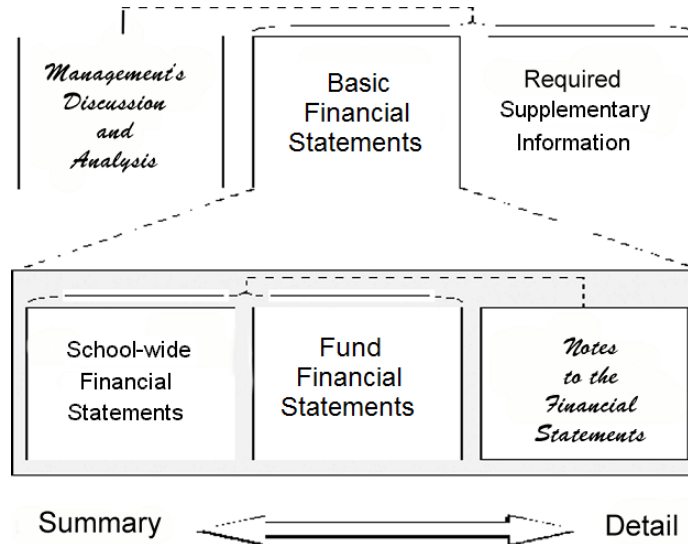 Management's
Discussion
and
Analysis
Basic
Financial
Statements
Required
Supplementary
Information
School-wide
Financial
Statements
Fund
Financial
Statements
Notes
to the
Financial
Statements
Summary
Detail